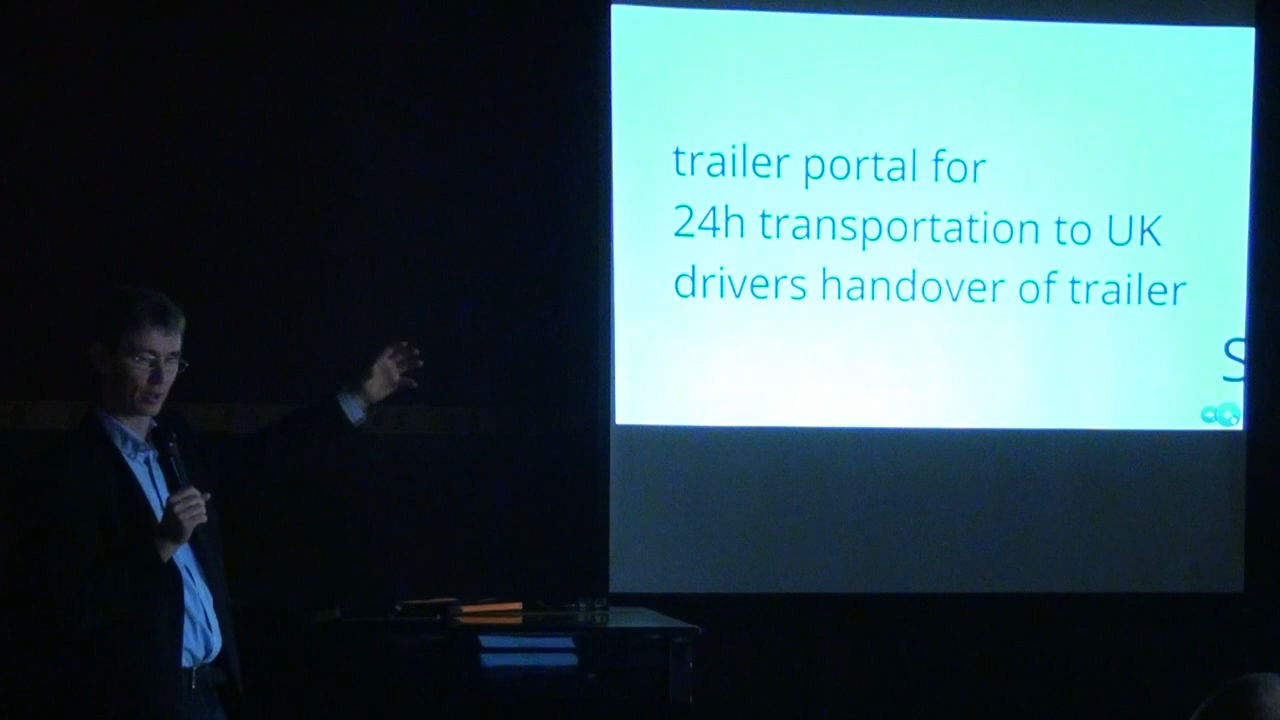 trailer portal for
24h transportation to UK
drivers handover of trailer
S